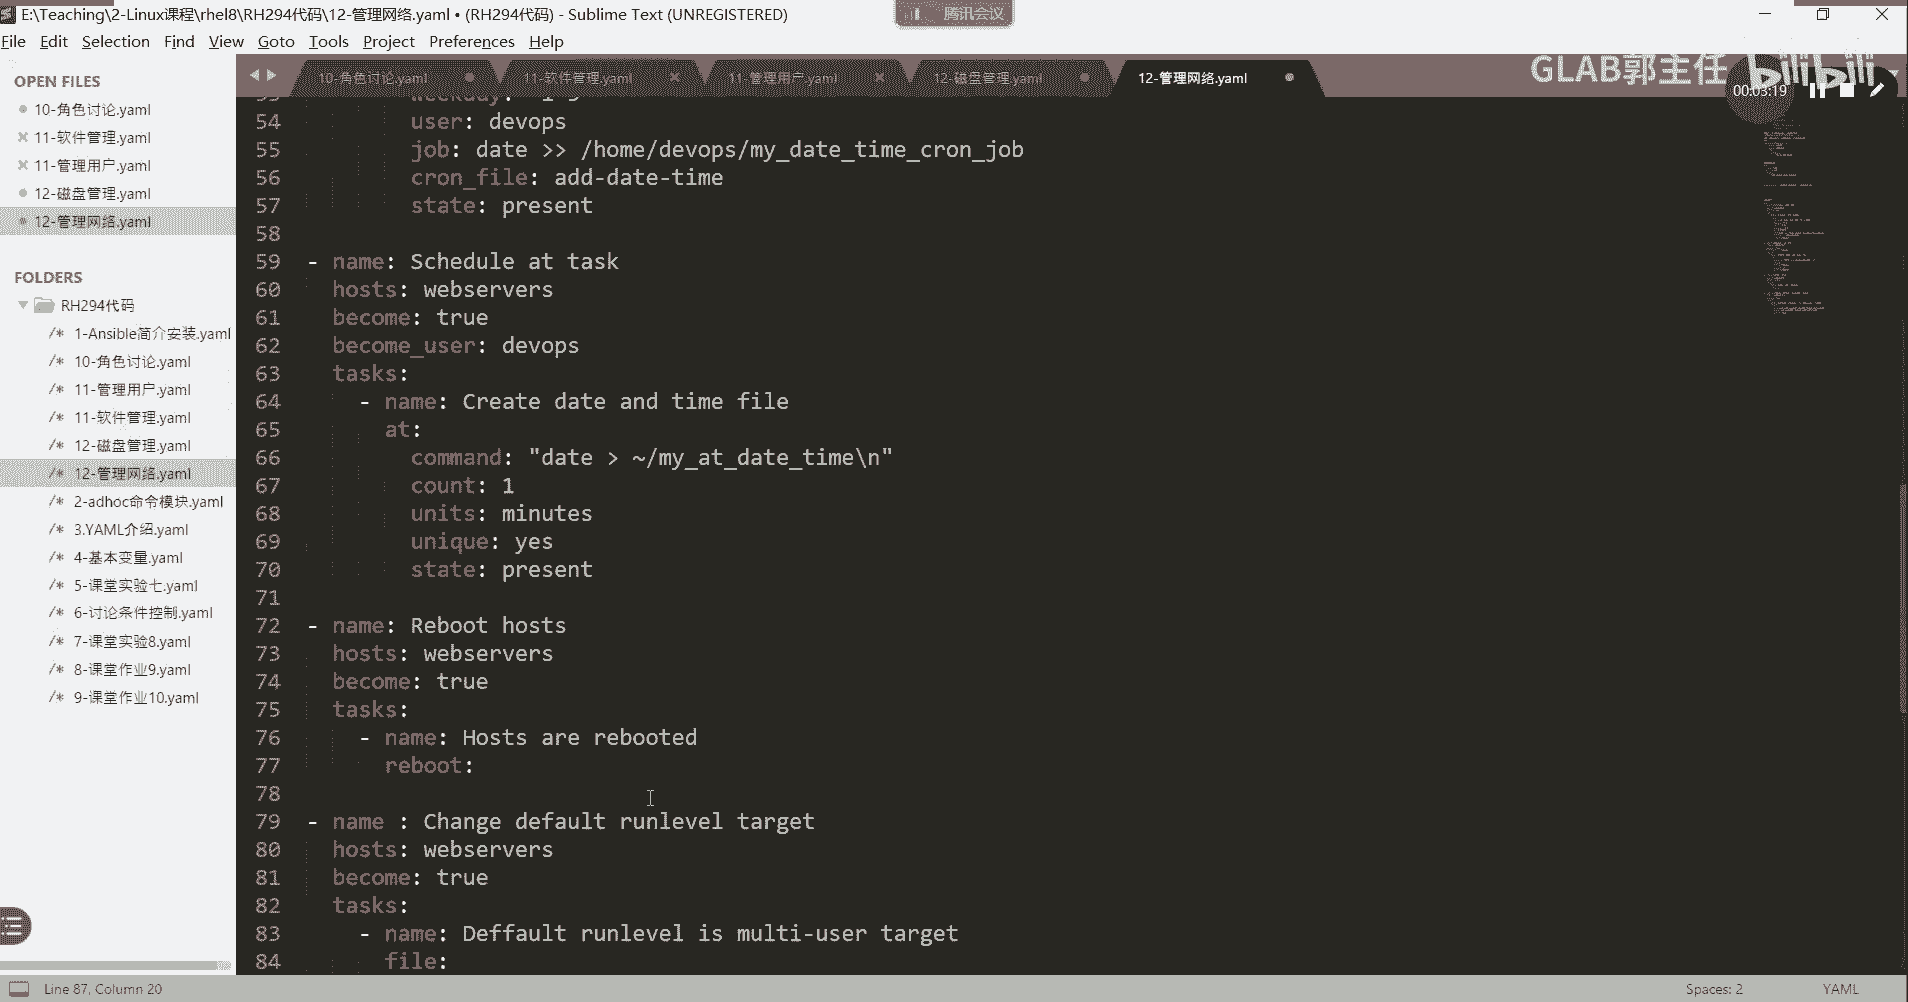 E:\Teaching\2-Linux课程\rhel8\RH294代码\12-管理网络.yaml • (RH294代码) - Sublime Text (UNREGISTERED)
腾讯会议
File Edit Selection Find View Goto Tools Project Preferences Help
GLAB郭主任 bilibili
00:03:19
OPEN FILES
10-角色讨论.yaml
11-软件管理.yaml
11-管理用户.yaml
12-磁盘管理.yaml
12-管理网络.yaml
FOLDERS
RH294代码
/* 1-Ansible简介安装.yaml
/* 10-角色讨论.yaml
/* 11-管理用户.yaml
/* 11-软件管理.yaml
/* 12-磁盘管理.yaml
/* 12-管理网络.yaml
/* 2-adhoc命令模块.yaml
/* 3.YAML介绍.yaml
/* 4-基本变量.yaml
/* 5-课堂实验七.yaml
/* 6-讨论条件控制.yaml
/* 7-课堂实验8.yaml
/* 8-课堂作业9.yaml
/* 9-课堂作业10.yaml
10-角色讨论.yaml 11-软件管理.yaml 11-管理用户.yaml 12-磁盘管理.yaml 12-管理网络.yaml
54 user: devops
55 job: date >> /home/devops/my_date_time_cron_job
56 cron_file: add-date-time
57 state: present
58
59 - name: Schedule at task
60 hosts: webservers
61 become: true
62 become_user: devops
63 tasks:
64 - name: Create date and time file
65 at:
66 command: "date > ~/my_at_date_time\n"
67 count: 1
68 units: minutes
69 unique: yes
70 state: present
71
72 - name: Reboot hosts
73 hosts: webservers
74 become: true
75 tasks:
76 - name: Hosts are rebooted
77 reboot:
78
79 - name : Change default runlevel target
80 hosts: webservers
81 become: true
82 tasks:
83 - name: Deffault runlevel is multi-user target
84 file:
Line 87, Column 20
Spaces: 2
YAML